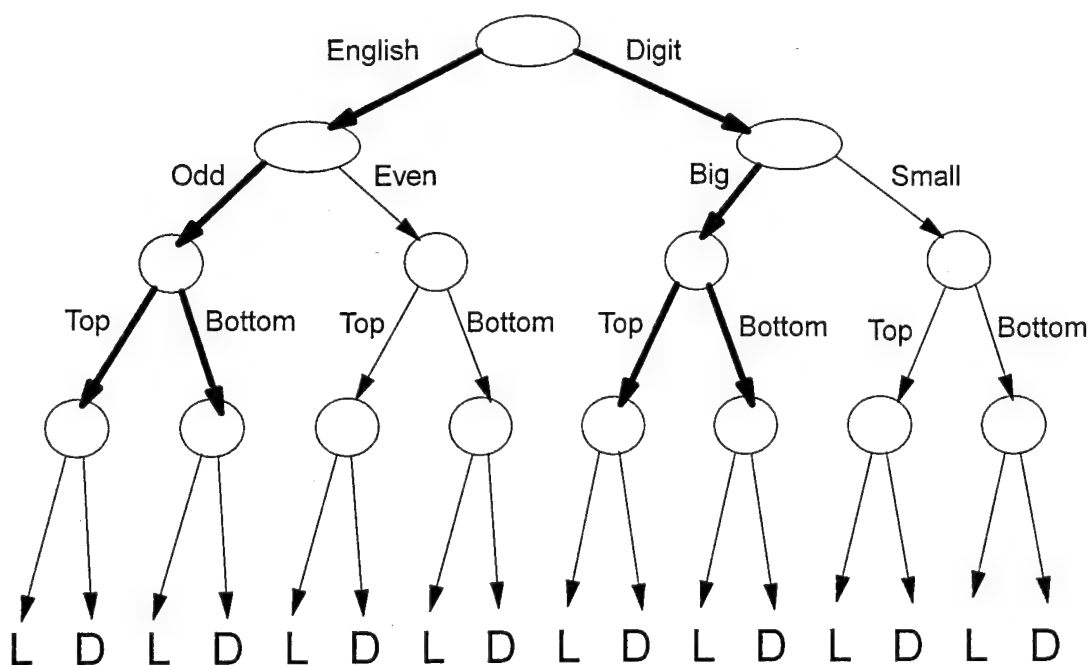 English Digit
Odd Even Big Small
Top Bottom Top Bottom Top Bottom Top Bottom
L D L D L D L D L D L D L D L D